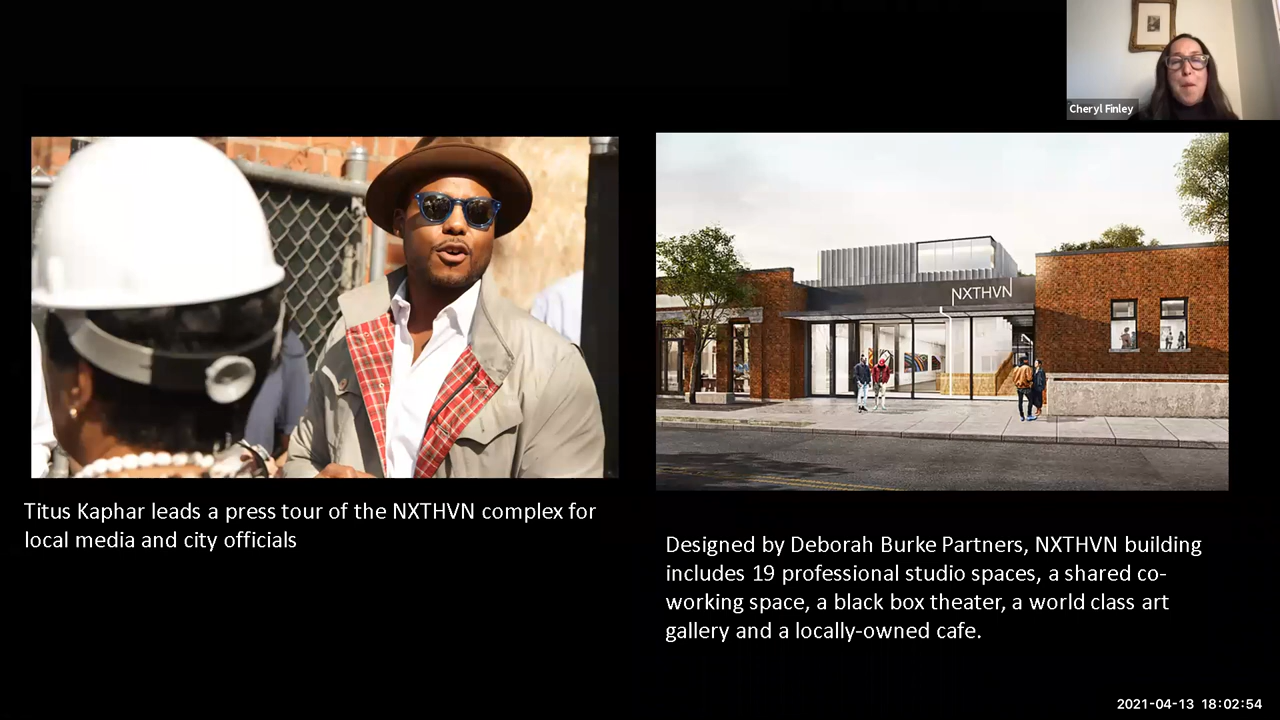 Cheryl Finley
NXTHVN
Titus Kaphar leads a press tour of the NXTHVN complex for
local media and city officials
Designed by Deborah Burke Partners, NXTHVN building
includes 19 professional studio spaces, a shared co-
working space, a black box theater, a world class art
gallery and a locally-owned cafe.
2021-04-13 18:02:54